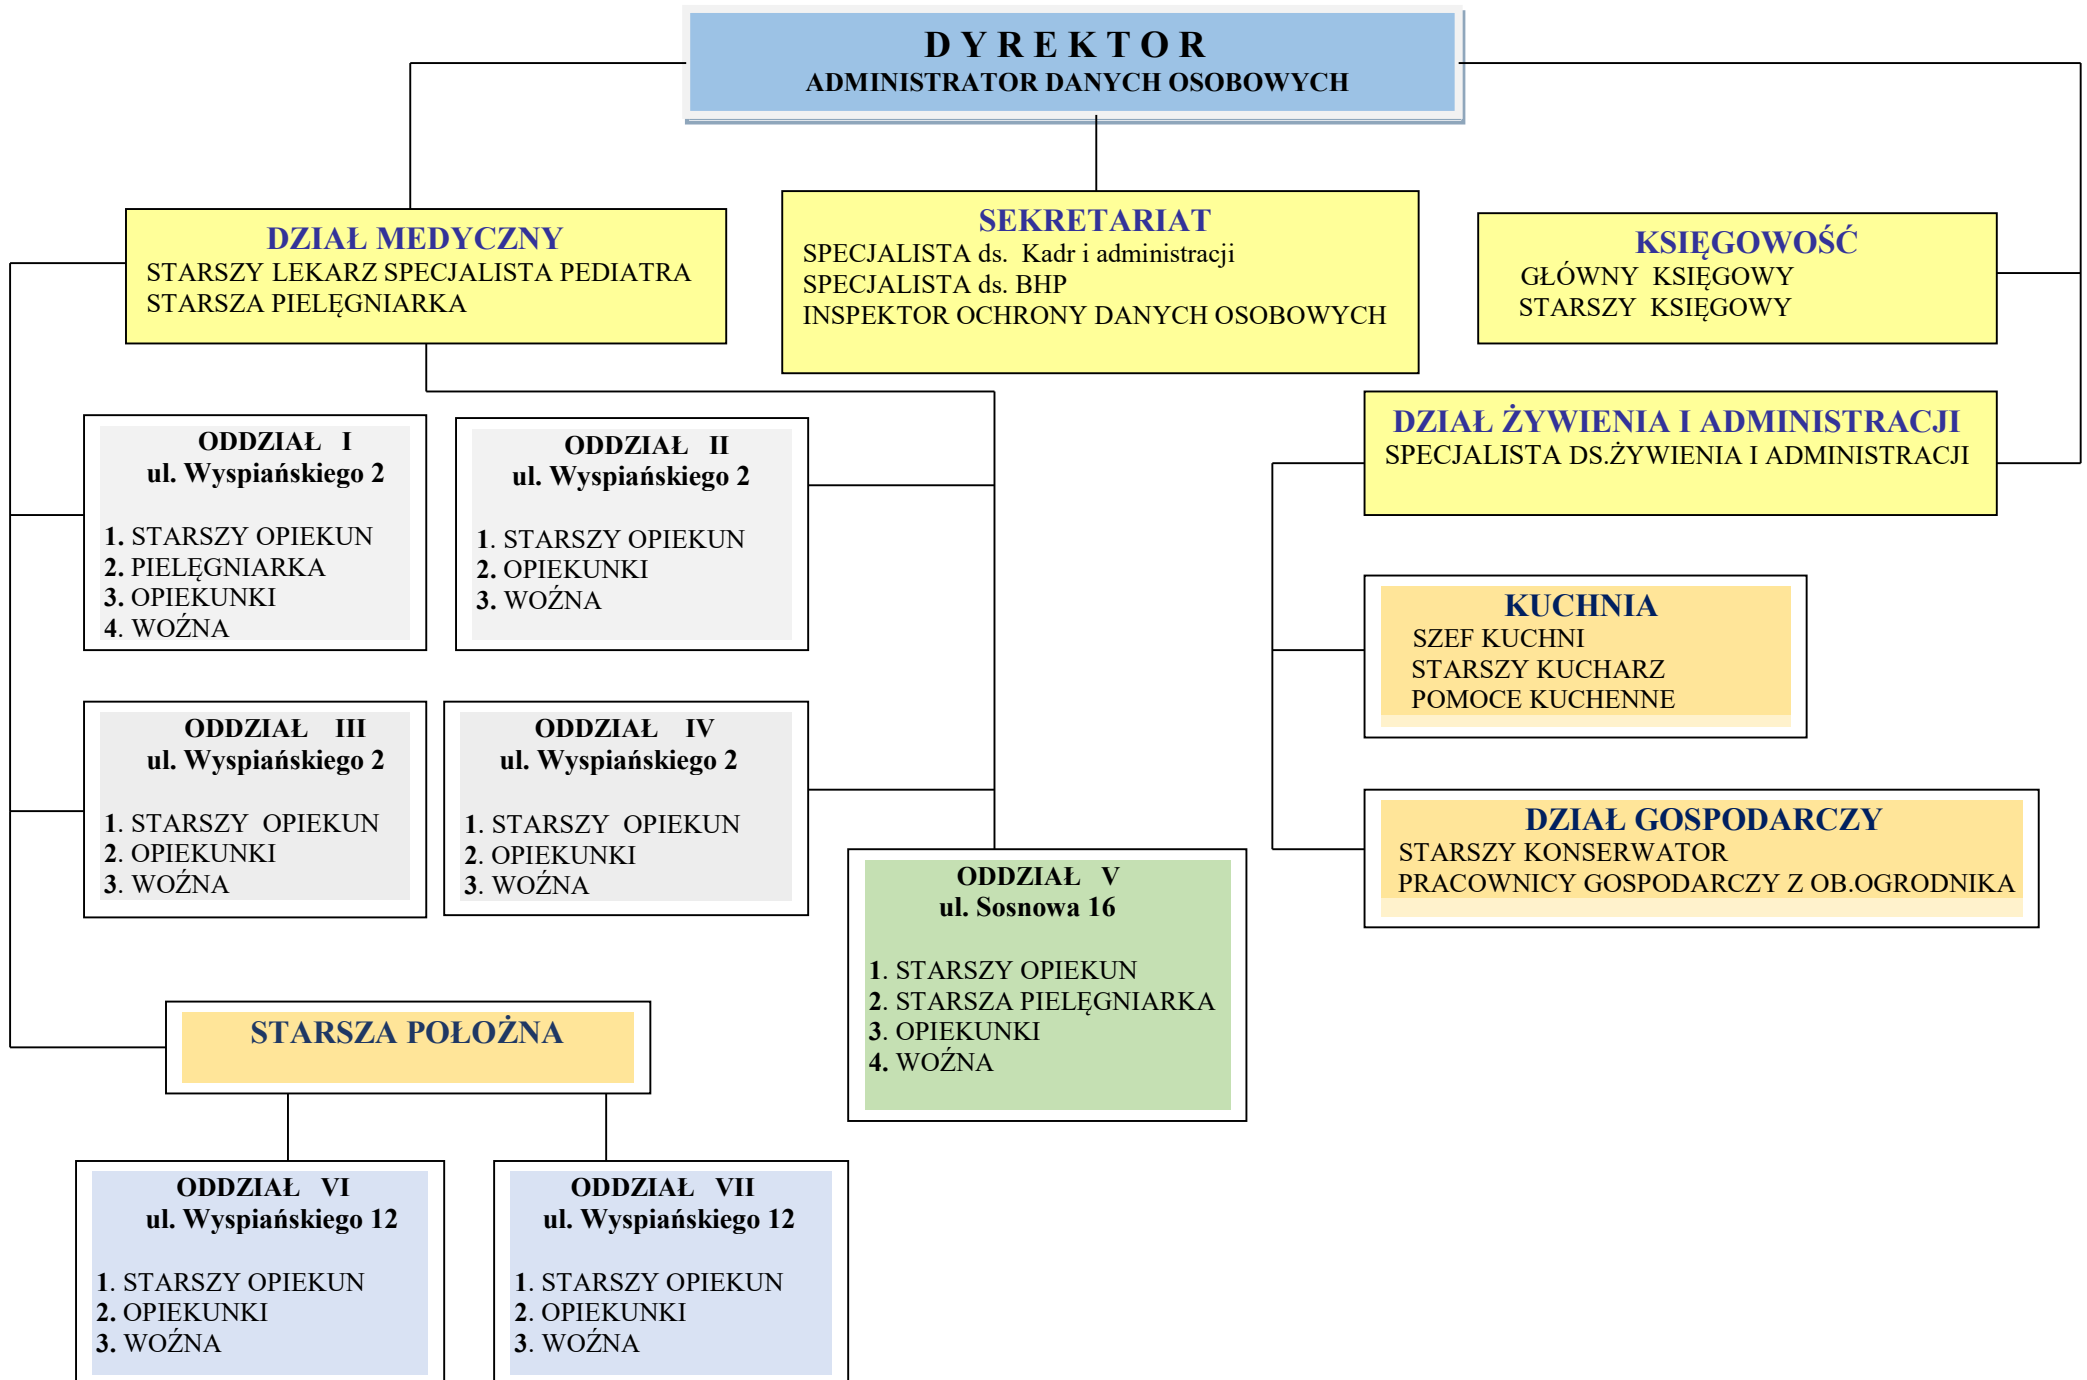 D Y R E K T O R
ADMINISTRATOR DANYCH OSOBOWYCH
DZIAŁ MEDYCZNY
STARSZY LEKARZ SPECJALISTA PEDIATRA
STARSZA PIELĘGNIARKA
SEKRETARIAT
SPECJALISTA ds. Kadr i administracji
SPECJALISTA ds. BHP
INSPEKTOR OCHRONY DANYCH OSOBOWYCH
KSIĘGOWOŚĆ
GŁÓWNY KSIĘGOWY
STARSZY KSIĘGOWY
ODDZIAŁ I
ul. Wyspiańskiego 2
1. STARSZY OPIEKUN
2. PIELĘGNIARKA
3. OPIEKUNKI
4. WOŹNA
ODDZIAŁ II
ul. Wyspiańskiego 2
1. STARSZY OPIEKUN
2. OPIEKUNKI
3. WOŹNA
DZIAŁ ŻYWIENIA I ADMINISTRACJI
SPECJALISTA DS.ŻYWIENIA I ADMINISTRACJI
KUCHNIA
SZEF KUCHNI
STARSZY KUCHARZ
POMOCE KUCHENNE
ODDZIAŁ III
ul. Wyspiańskiego 2
1. STARSZY OPIEKUN
2. OPIEKUNKI
3. WOŹNA
ODDZIAŁ IV
ul. Wyspiańskiego 2
1. STARSZY OPIEKUN
2. OPIEKUNKI
3. WOŹNA
DZIAŁ GOSPODARCZY
STARSZY KONSERWATOR
PRACOWNICY GOSPODARCZY Z OB.OGRODNIKA
ODDZIAŁ V
ul. Sosnowa 16
1. STARSZY OPIEKUN
2. STARSZA PIELĘGNIARKA
3. OPIEKUNKI
4. WOŹNA
STARSZA POŁOŻNA
ODDZIAŁ VI
ul. Wyspiańskiego 12
1. STARSZY OPIEKUN
2. OPIEKUNKI
3. WOŹNA
ODDZIAŁ VII
ul. Wyspiańskiego 12
1. STARSZY OPIEKUN
2. OPIEKUNKI
3. WOŹNA